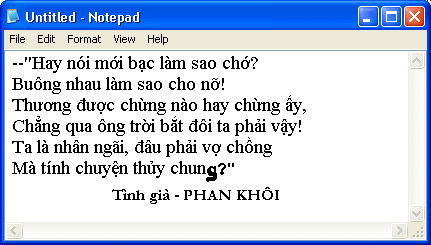 Untitled - Notepad
File Edit Format View Help
--"Hay nói mới bạc làm sao chớ?
Buông nhau làm sao cho nỡ!
Thương được chừng nào hay chừng ấy,
Chẳng qua ông trời bắt đôi ta phải vậy!
Ta là nhân ngãi, đâu phải vợ chồng
Mà tính chuyện thủy chung?"
Tình già - PHAN KHÔI